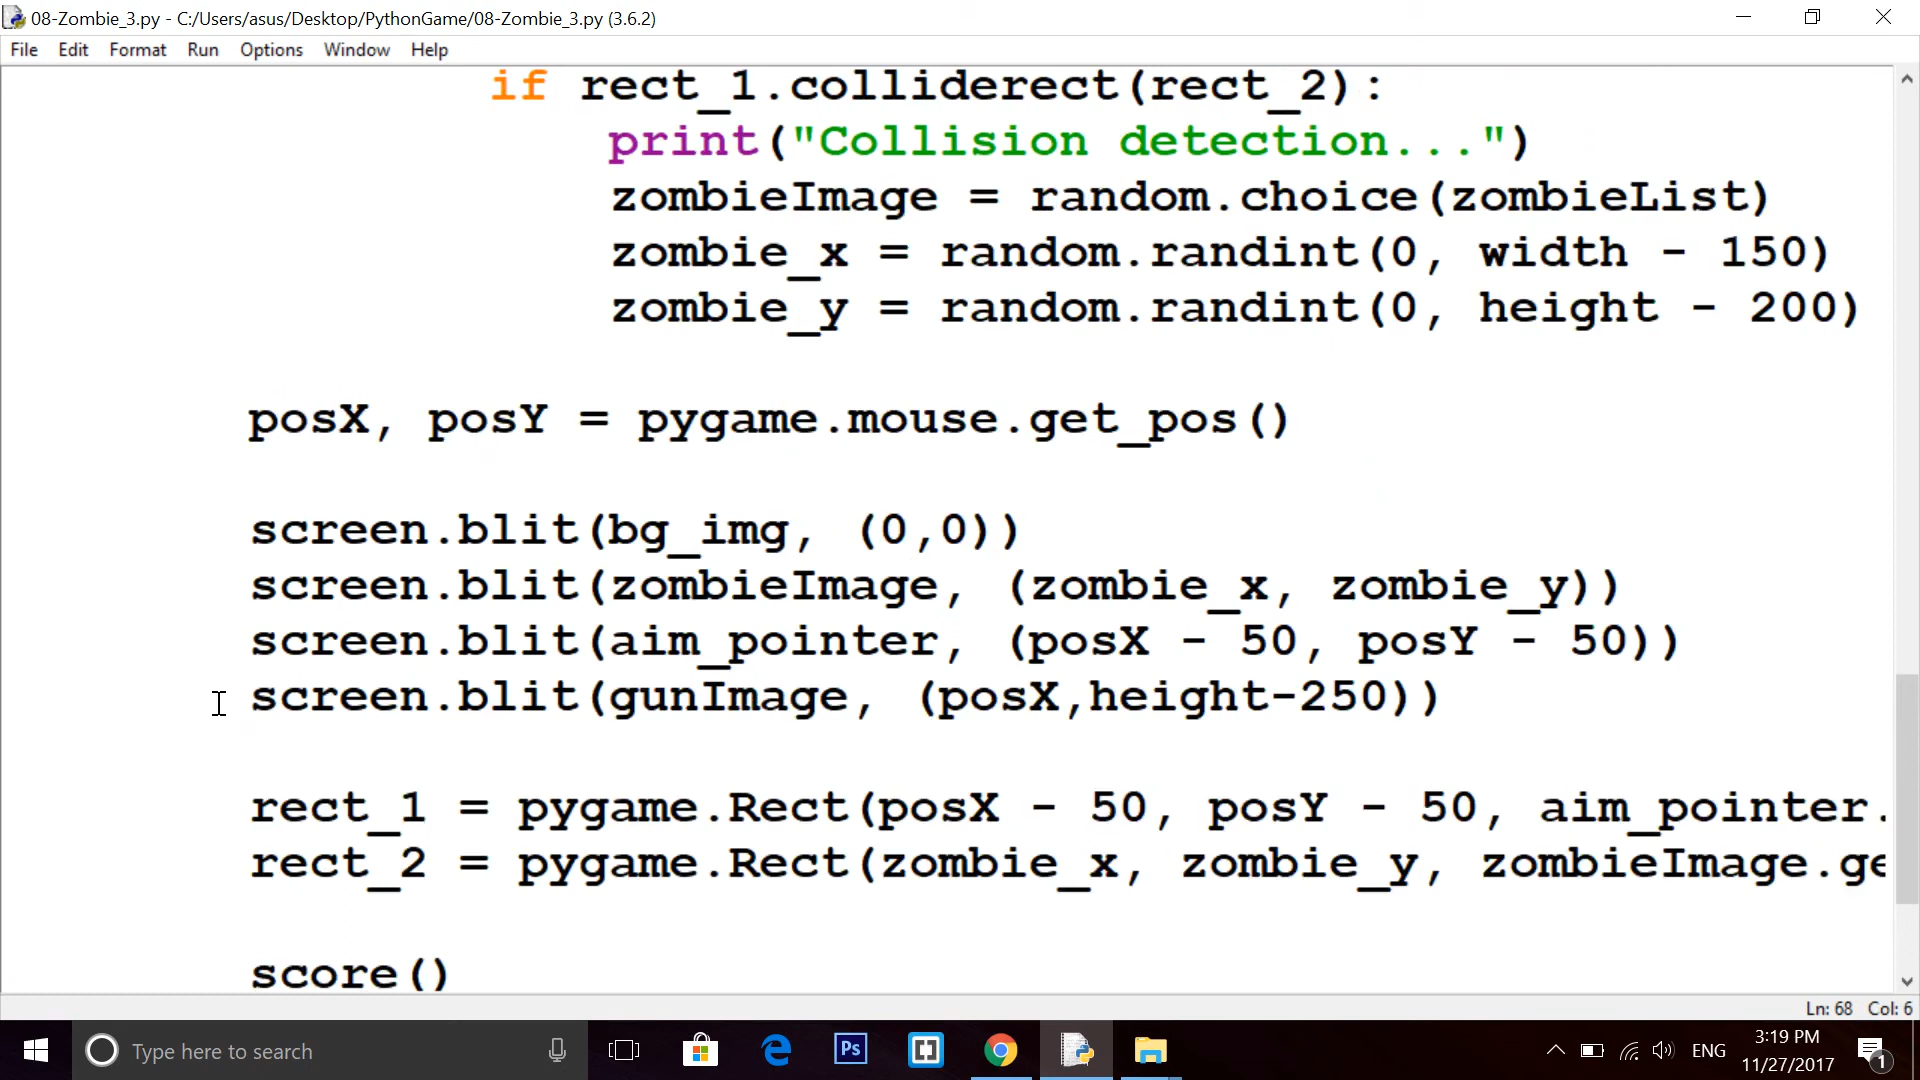 08-Zombie_3.py - C:/Users/asus/Desktop/PythonGame/08-Zombie_3.py (3.6.2)
File Edit Format Run Options Window Help
if rect_1.colliderect(rect_2):
print("Collision detection...")
zombieImage = random.choice(zombieList)
zombie_x = random.randint(0, width - 150)
zombie_y = random.randint(0, height - 200)
posX, posY = pygame.mouse.get_pos()
screen.blit(bg_img, (0,0))
screen.blit(zombieImage, (zombie_x, zombie_y))
screen.blit(aim_pointer, (posX - 50, posY - 50))
screen.blit(gunImage, (posX,height-250))
rect_1 = pygame.Rect(posX - 50, posY - 50, aim_pointer.
rect_2 = pygame.Rect(zombie_x, zombie_y, zombieImage.ge
score()
Ln: 68 Col: 6
Type here to search
Ps
ENG
3:19 PM
11/27/2017
1